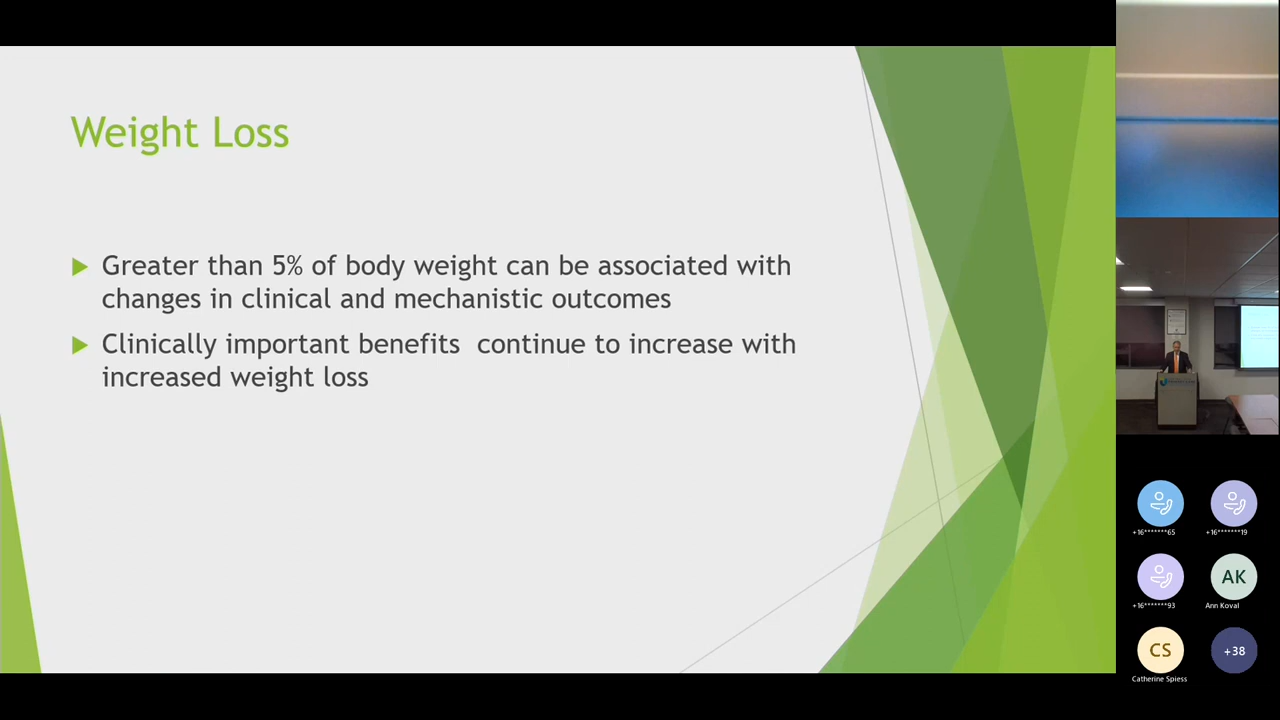 Weight Loss
Greater than 5% of body weight can be associated with
changes in clinical and mechanistic outcomes
Clinically important benefits  continue to increase with
increased weight loss
+16*******65
+16*******19
+16*******93
AK
Ann Koval
CS
Catherine Spiess
+38